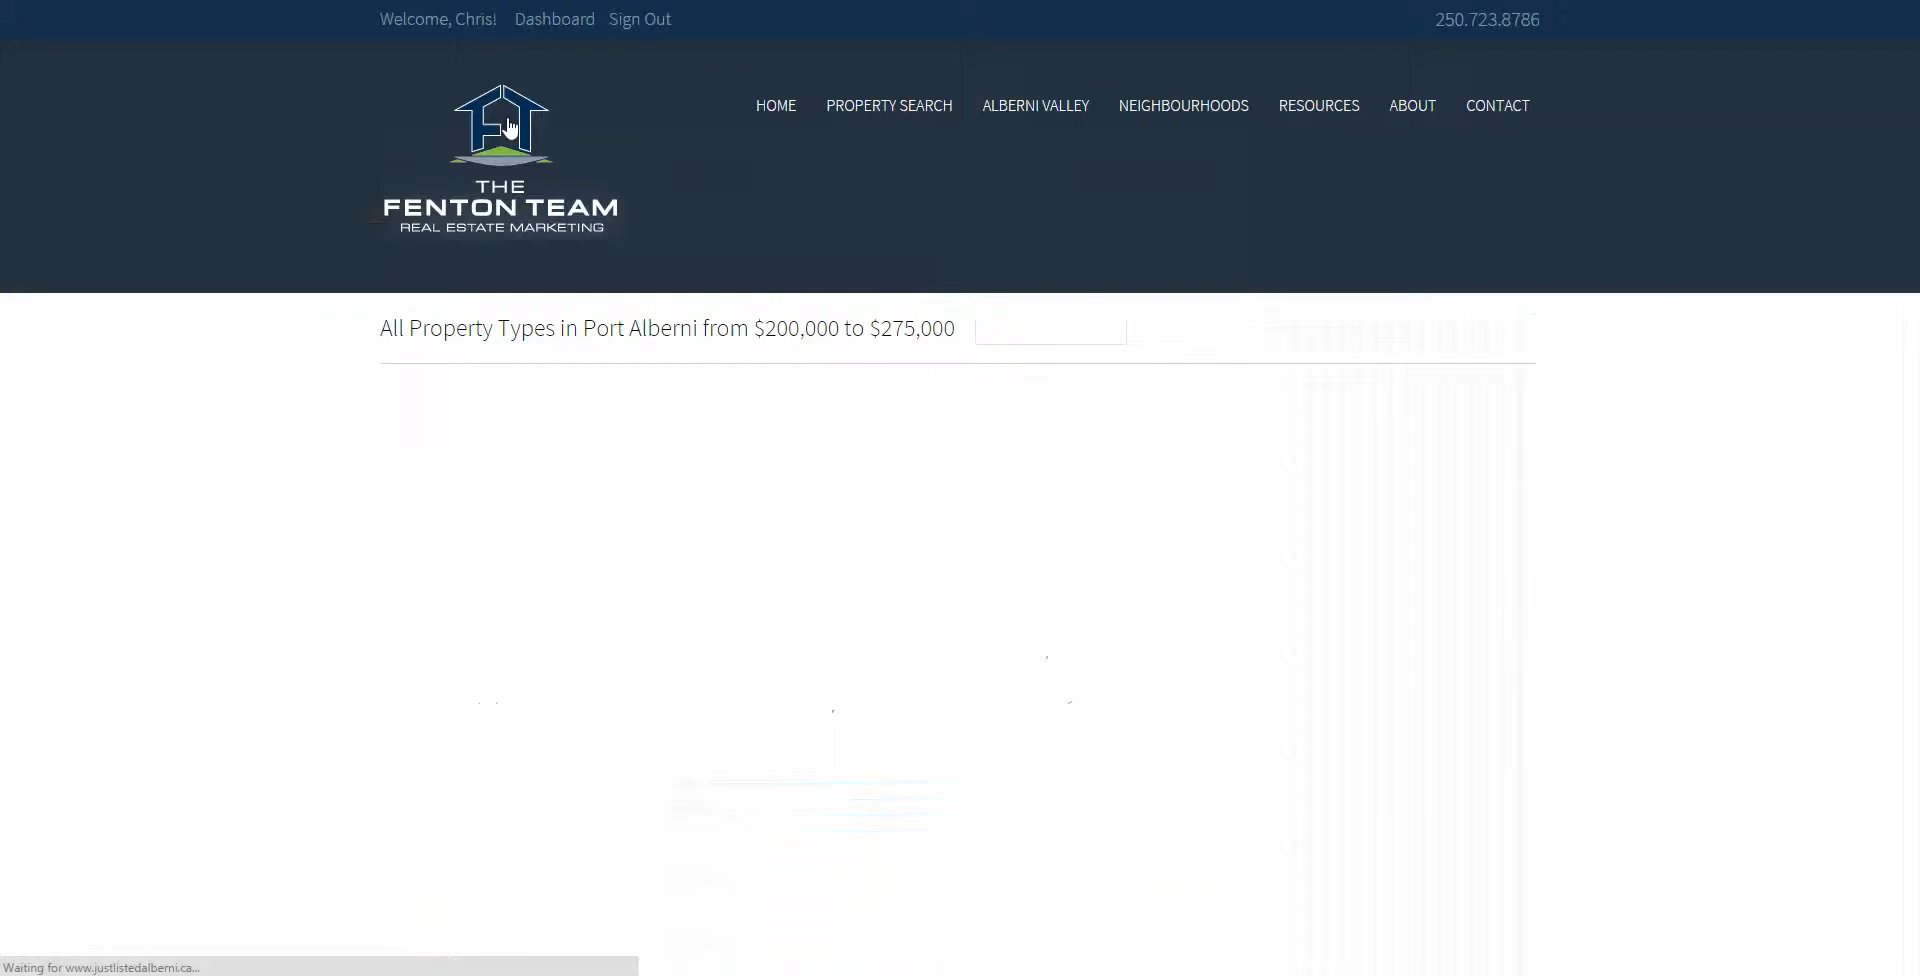 Welcome, Chris! Dashboard Sign Out 250.723.8786
HOME PROPERTY SEARCH ALBERNI VALLEY NEIGHBOURHOODS RESOURCES ABOUT CONTACT
THE
FENTON TEAM
REAL ESTATE MARKETING
All Property Types in Port Alberni from $200,000 to $275,000
Waiting for www.justlistedalberni.ca...